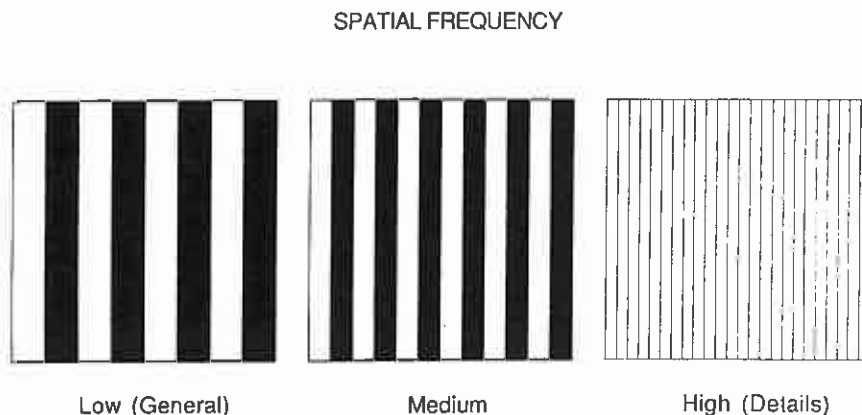 SPATIAL FREQUENCY
Low (General)
Medium
High (Details)